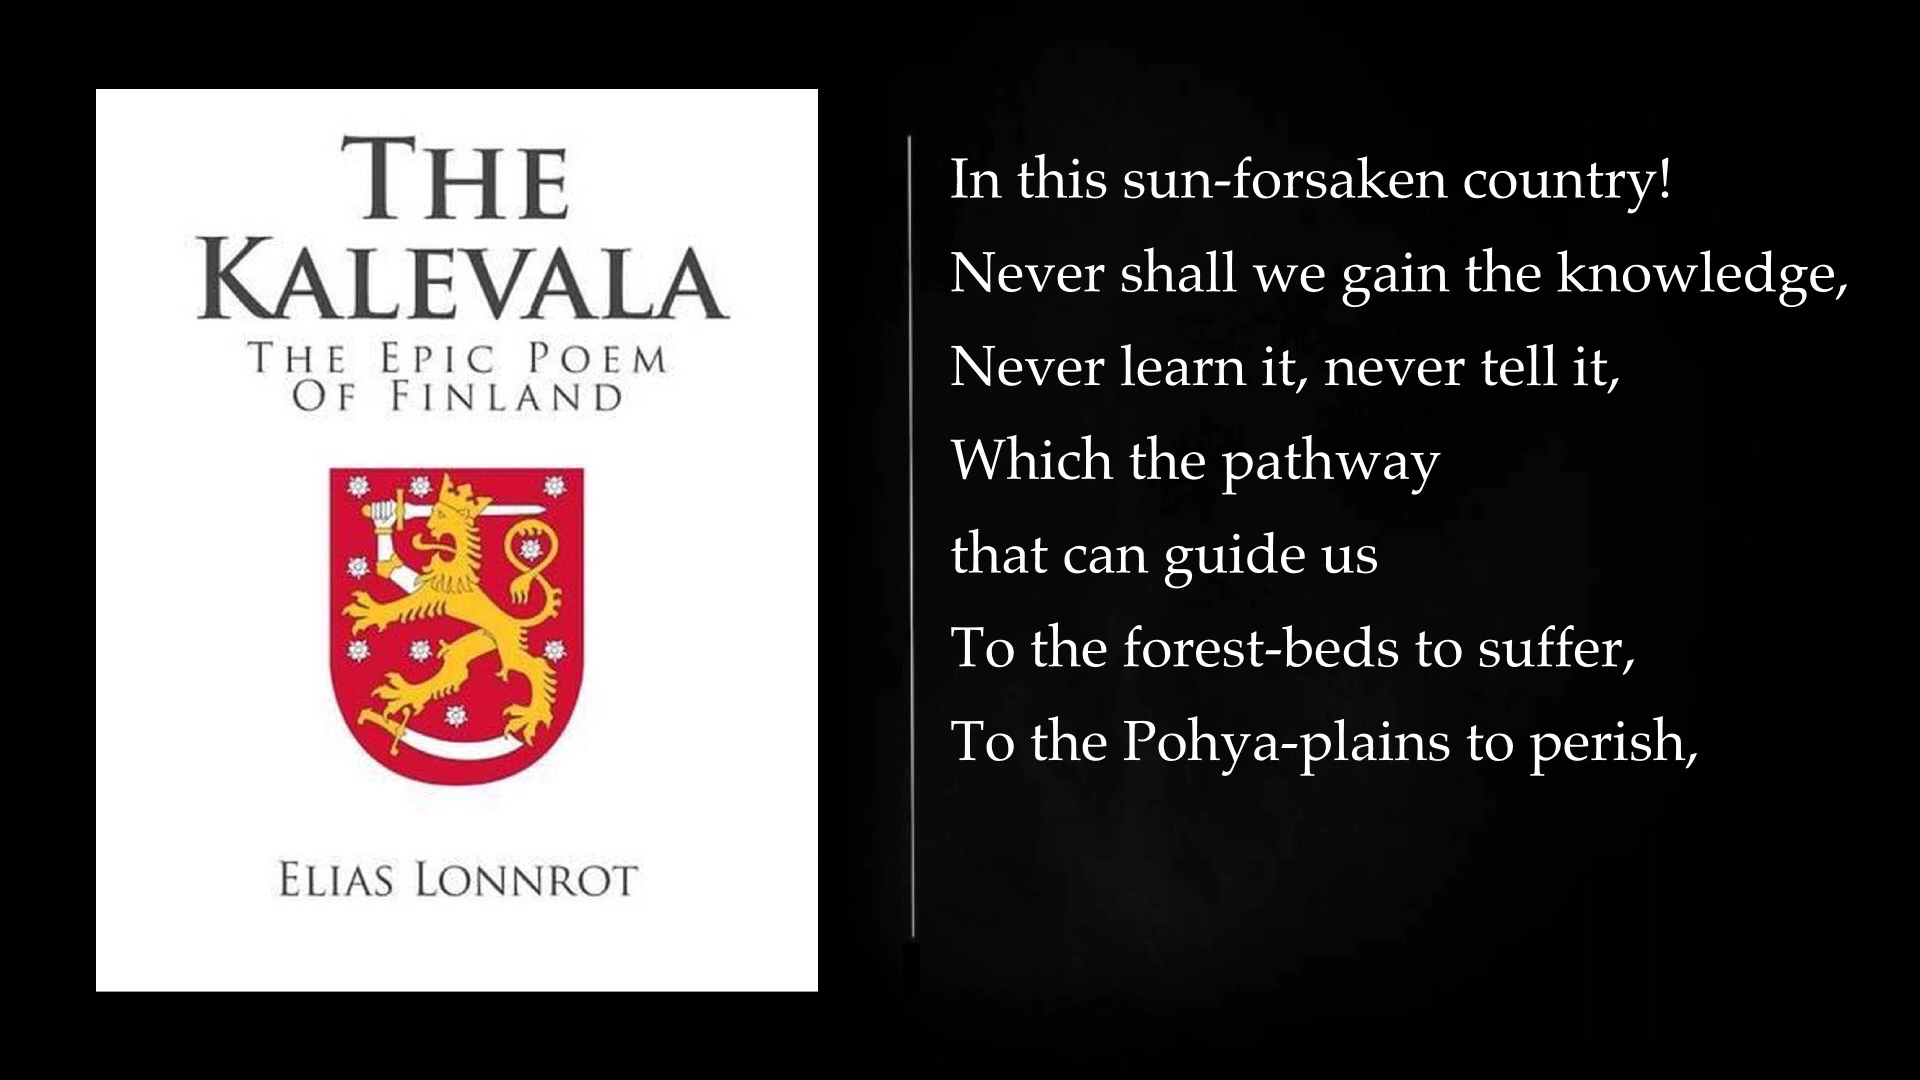 THE
KALEVALA
THE EPIC POEM
OF FINLAND
ELIAS LONNROT
In this sun-forsaken country!
Never shall we gain the knowledge,
Never learn it, never tell it,
Which the pathway
that can guide us
To the forest-beds to suffer,
To the Pohya-plains to perish,